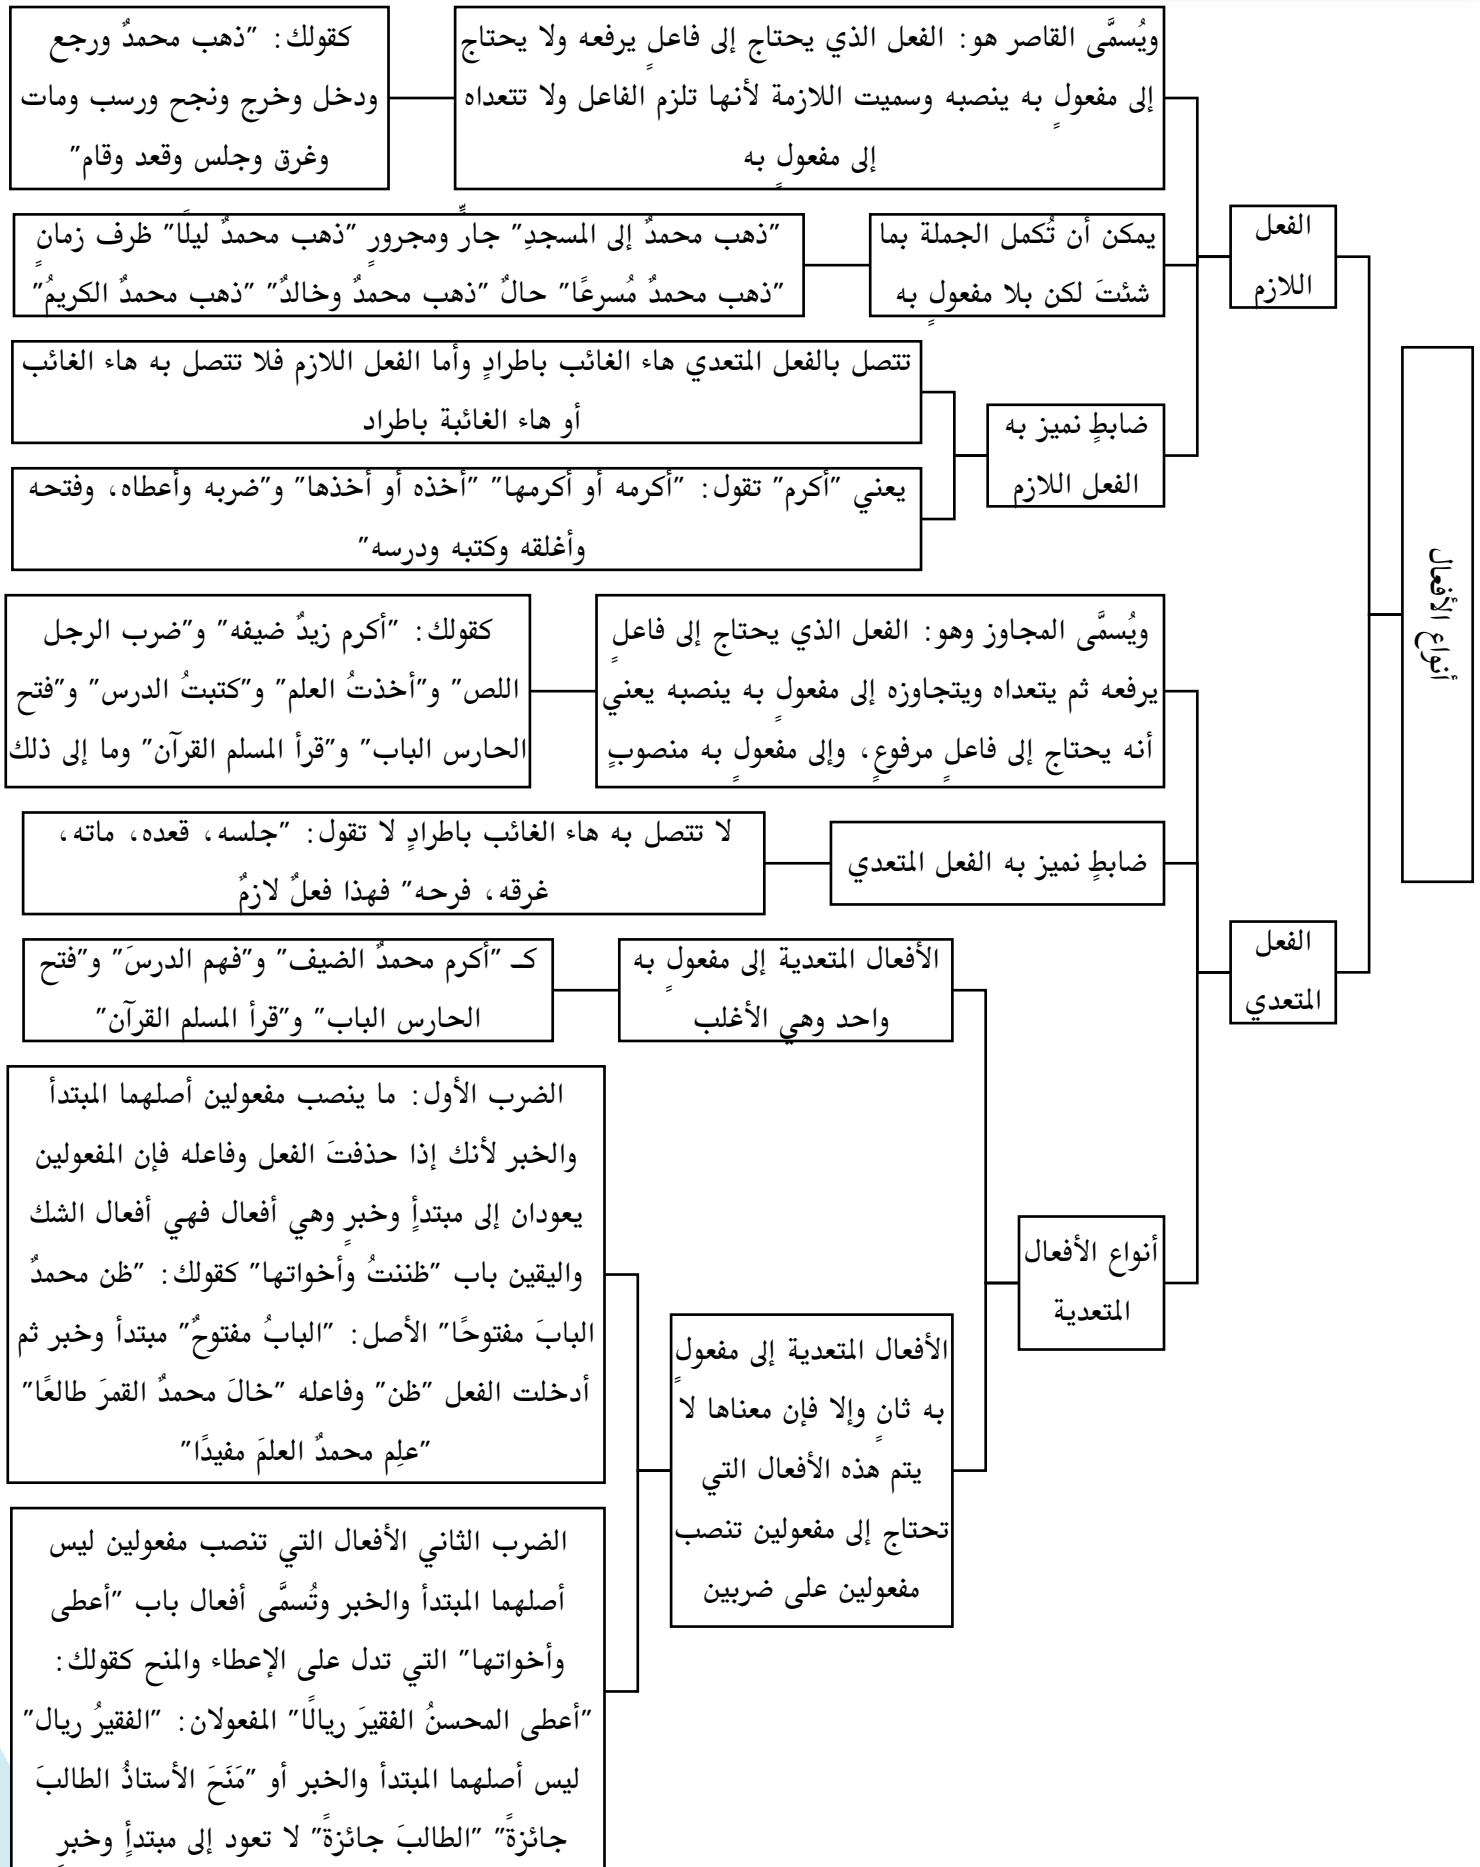 أنواع الأفعال
الفعل
اللازم
ويُسمَّى القاصر هو: الفعل الذي يحتاج إلى فاعلٍ يرفعه ولا يحتاج
إلى مفعولٍ به ينصبه وسميت اللازمة لأنها تلزم الفاعل ولا تتعداه
إلى مفعولٍ به
كقولك: "ذهب محمدٌ ورجع
ودخل وخرج ونجح ورسب ومات
وغرق وجلس وقعد وقام"
يمكن أن تُكمل الجملة بما
شئتَ لكن بلا مفعولٍ به
"ذهب محمدٌ إلى المسجدِ" جارٍّ ومجرورٍ "ذهب محمدٌ ليلًا" ظرف زمانٍ
"ذهب محمدٌ مُسرعًا" حالٌ "ذهب محمدٌ وخالدٌ" "ذهب محمدٌ الكريمُ"
ضابطٍ نميز به
الفعل اللازم
تتصل بالفعل المتعدي هاء الغائب باطرادٍ وأما الفعل اللازم فلا تتصل به هاء الغائب
أو هاء الغائبة باطراد
يعني "أكرم" تقول: "أكرمه أو أكرمها" "أخذه أو أخذها" و"ضربه وأعطاه، وفتحه
وأغلقه وكتبه ودرسه"
الفعل
المتعدي
ويُسمَّى المجاوز وهو: الفعل الذي يحتاج إلى فاعلٍ
يرفعه ثم يتعداه ويتجاوزه إلى مفعولٍ به ينصبه يعني
أنه يحتاج إلى فاعلٍ مرفوعٍ، وإلى مفعولٍ به منصوبٍ
كقولك: "أكرم زيدٌ ضيفه" و"ضرب الرجل
اللص" و"أخذتُ العلم" و"كتبتُ الدرس" و"فتح
الحارس الباب" و"قرأ المسلم القرآن" وما إلى ذلك
ضابطٍ نميز به الفعل المتعدي
لا تتصل به هاء الغائب باطرادٍ لا تقول: "جلسه، قعده، ماته،
غرقه، فرحه" فهذا فعلٌ لازمٌ
أنواع الأفعال
المتعدية
الأفعال المتعدية إلى مفعولٍ به
واحد وهي الأغلب
كـ "أكرم محمدٌ الضيف" و"فهم الدرسَ" و"فتح
الحارس الباب" و"قرأ المسلم القرآن"
الأفعال المتعدية إلى مفعولٍ
به ثانٍ وإلا فإن معناها لا
يتم هذه الأفعال التي
تحتاج إلى مفعولين تنصب
مفعولين على ضربين
الضرب الأول: ما ينصب مفعولين أصلهما المبتدأ
والخبر لأنك إذا حذفتَ الفعل وفاعله فإن المفعولين
يعودان إلى مبتدأٍ وخبرٍ وهي أفعال فهي أفعال الشك
واليقين باب "ظننتُ وأخواتها" كقولك: "ظن محمدٌ
البابَ مفتوحًا" الأصل: "البابُ مفتوحٌ" مبتدأ وخبر ثم
أدخلت الفعل "ظن" وفاعله "خالَ محمدٌ القمرَ طالعًا"
"علِم محمدٌ العلمَ مفيدًا"
الضرب الثاني الأفعال التي تنصب مفعولين ليس
أصلهما المبتدأ والخبر وتُسمَّى أفعال باب "أعطى
وأخواتها" التي تدل على الإعطاء والمنح كقولك:
"أعطى المحسنُ الفقيرَ ريالًا" المفعولان: "الفقيرُ ريال"
ليس أصلهما المبتدأ والخبر أو "مَنَحَ الأستاذُ الطالبَ
جائزةً" "الطالبَ جائزةً" لا تعود إلى مبتدأٍ وخبرٍ